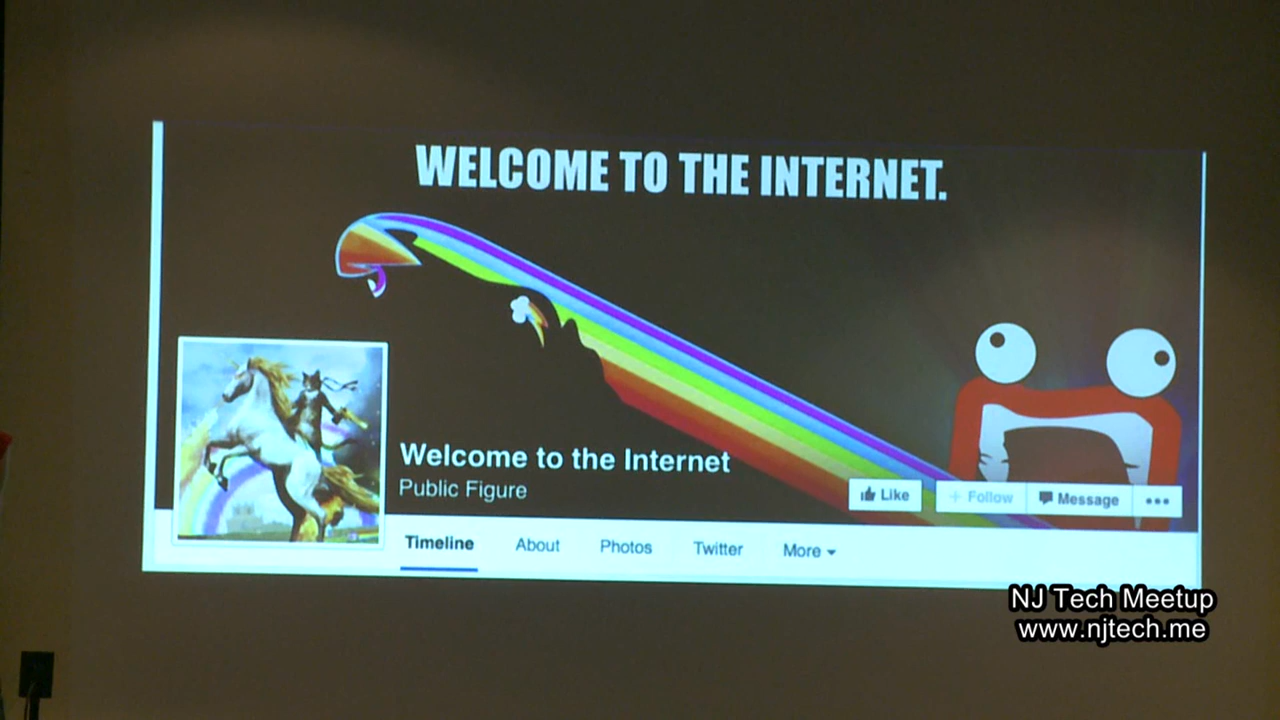 WELCOME TO THE INTERNET.
Welcome to the Internet
Public Figure
Like
+ Follow
Message
Timeline
About
Photos
Twitter
More
NJ Tech Meetup
www.njtech.me